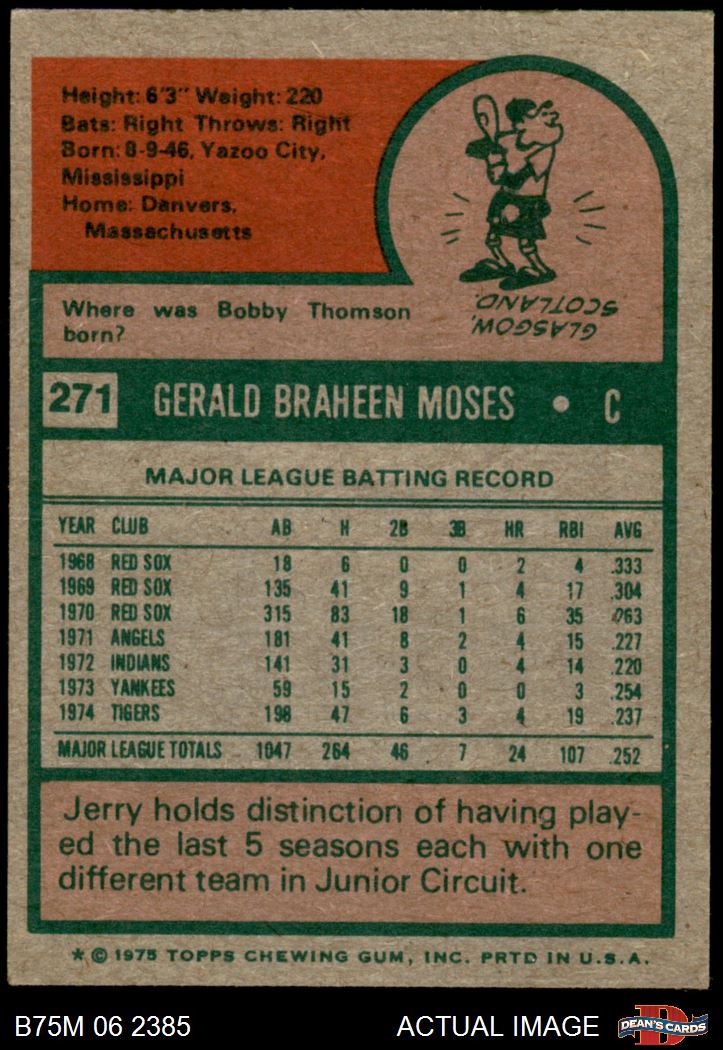 Height: 6'3" Weight: 220
Bats: Right Throws: Right
Born: 8-9-46, Yazoo City,
Mississippi
Home: Danvers,
Massachusetts
Where was Bobby Thomson
born?
GLASGOW,
SCOTLAND.
271 GERALD BRAHEEN MOSES • C
MAJOR LEAGUE BATTING RECORD
YEAR CLUB AB H 2B 3B HR RBI AVG
1968 RED SOX 18 6 0 0 2 4 .333
1969 RED SOX 135 41 9 1 4 17 .304
1970 RED SOX 315 83 18 1 6 35 .263
1971 ANGELS 181 41 8 2 4 15 .227
1972 INDIANS 141 31 3 0 4 14 .220
1973 YANKEES 59 15 2 0 0 3 .254
1974 TIGERS 198 47 6 3 4 19 .237
MAJOR LEAGUE TOTALS 1047 264 46 7 24 107 .252
Jerry holds distinction of having play-
ed the last 5 seasons each with one
different team in Junior Circuit.
* © 1975 TOPPS CHEWING GUM, INC. PRTD IN U.S.A.
B75M 06 2385 ACTUAL IMAGE D DEAN'S CARDS